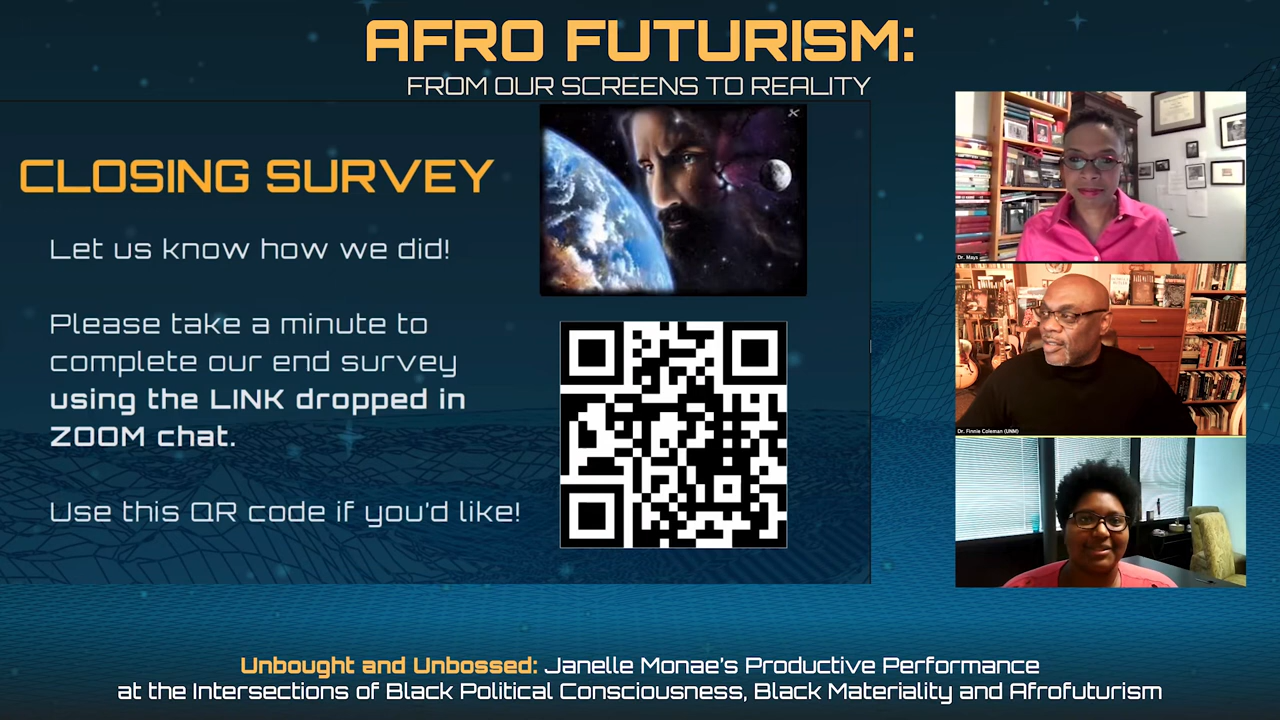 AFRO FUTURISM:
FROM OUR SCREENS TO REALITY
CLOSING SURVEY
Let us know how we did!
Please take a minute to
complete our end survey
using the LINK dropped in
ZOOM chat.
Use this QR code if you'd like!
Dr. Mays
Dr. Finnie Coleman (UNM)
Unbought and Unbossed: Janelle Monae's Productive Performance
at the Intersections of Black Political Consciousness, Black Materiality and Afrofuturism